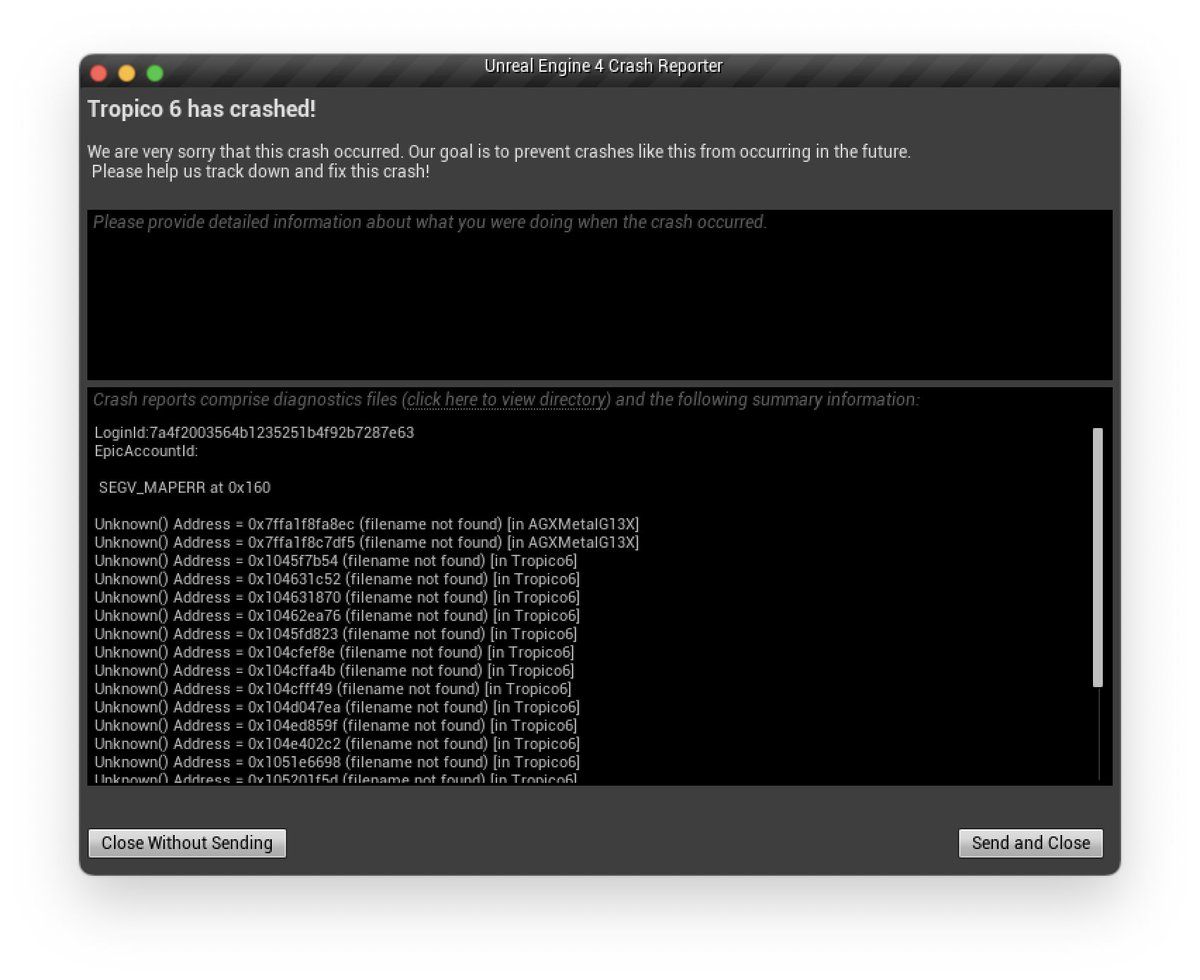 Unreal Engine 4 Crash Reporter
Tropico 6 has crashed!
We are very sorry that this crash occurred. Our goal is to prevent crashes like this from occurring in the future.
Please help us track down and fix this crash!
Please provide detailed information about what you were doing when the crash occurred.
Crash reports comprise diagnostics files (click here to view directory) and the following summary information:
LoginId:7a4f2003564b1235251b4f92b7287e63
EpicAccountId:
SEGV_MAPERR at 0x160
Unknown() Address = 0x7ffa1f8fa8ec (filename not found) [in AGXMetalG13X]
Unknown() Address = 0x7ffa1f8c7df5 (filename not found) [in AGXMetalG13X]
Unknown() Address = 0x1045f7b54 (filename not found) [in Tropico6]
Unknown() Address = 0x104631c52 (filename not found) [in Tropico6]
Unknown() Address = 0x104631870 (filename not found) [in Tropico6]
Unknown() Address = 0x10462ea76 (filename not found) [in Tropico6]
Unknown() Address = 0x1045fd823 (filename not found) [in Tropico6]
Unknown() Address = 0x104cfef8e (filename not found) [in Tropico6]
Unknown() Address = 0x104cffa4b (filename not found) [in Tropico6]
Unknown() Address = 0x104cfff49 (filename not found) [in Tropico6]
Unknown() Address = 0x104d047ea (filename not found) [in Tropico6]
Unknown() Address = 0x104ed859f (filename not found) [in Tropico6]
Unknown() Address = 0x104e402c2 (filename not found) [in Tropico6]
Unknown() Address = 0x1051e6698 (filename not found) [in Tropico6]
Unknown() Address = 0x105201f5d (filename not found) [in Tropico6]
Close Without Sending
Send and Close